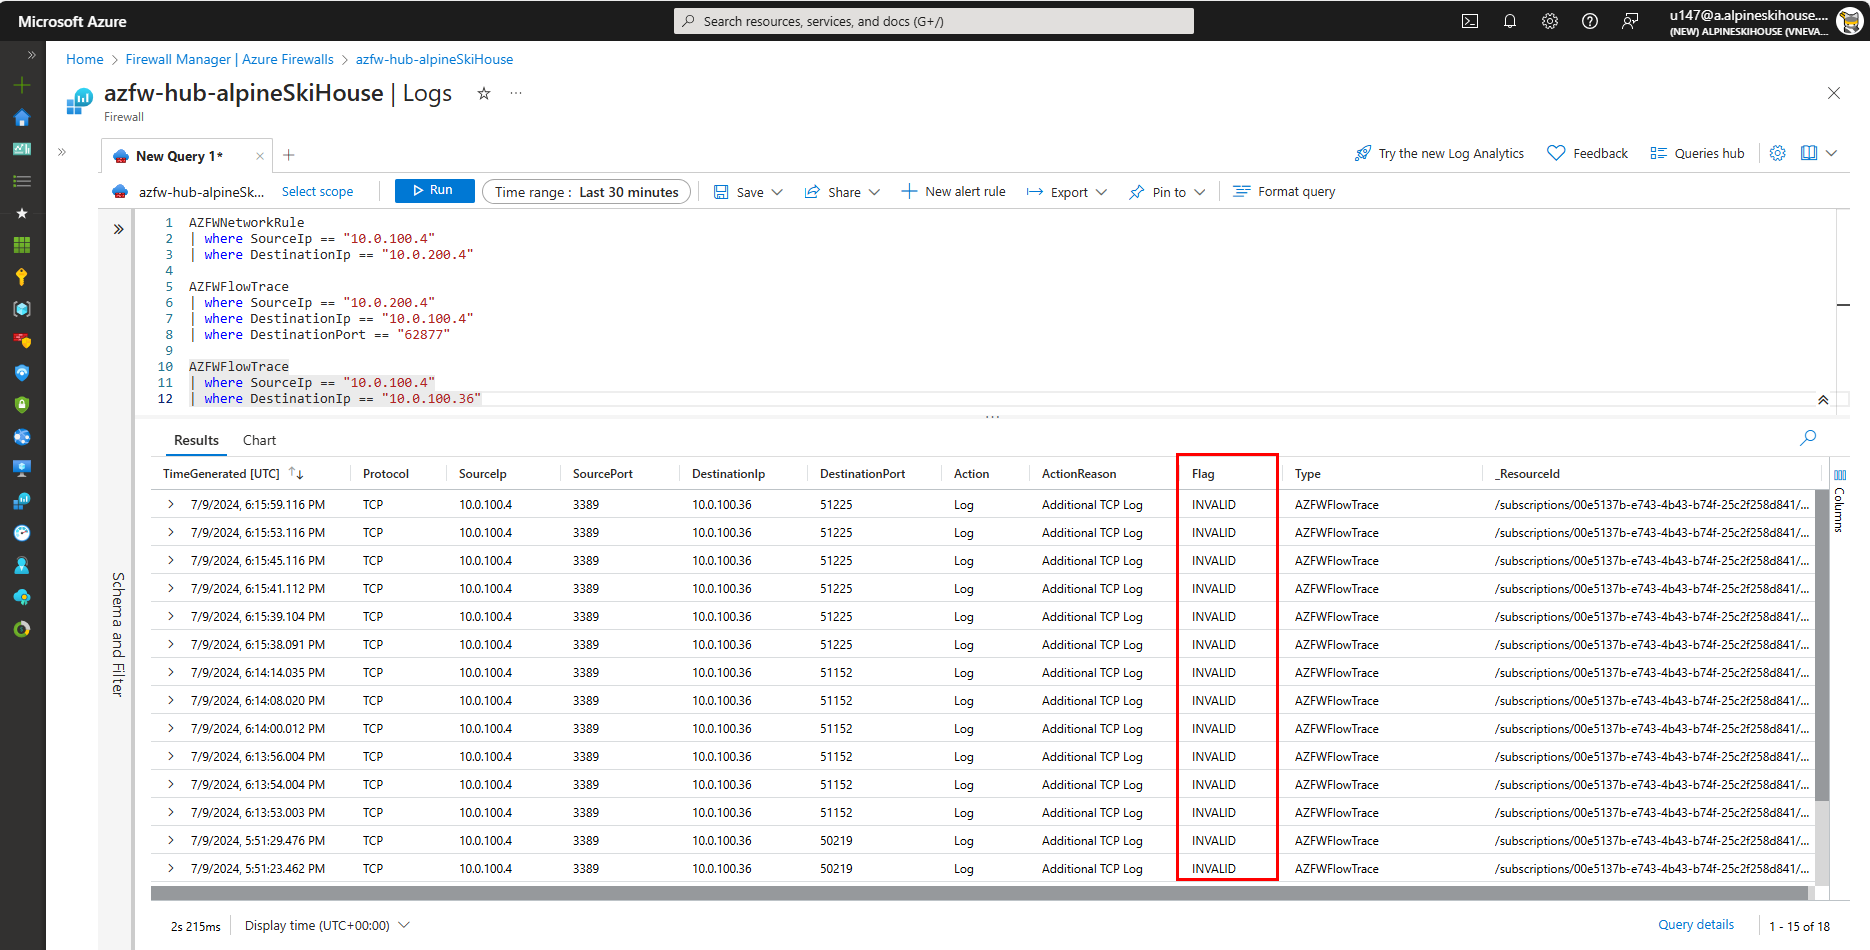 Microsoft Azure
Search resources, services, and docs (G+/)
u147@a.alpineskihouse....
(NEW) ALPINESKIHOUSE (VNEVA...
Home > Firewall Manager | Azure Firewalls > azfw-hub-alpineSkiHouse
azfw-hub-alpineSkiHouse | Logs
Firewall
New Query 1*
Try the new Log Analytics Feedback Queries hub
azfw-hub-alpineSk... Select scope Run Time range : Last 30 minutes Save Share New alert rule Export Pin to Format query
1 AZFWNetworkRule
2 | where SourceIp == "10.0.100.4"
3 | where DestinationIp == "10.0.200.4"
4
5 AZFWFlowTrace
6 | where SourceIp == "10.0.200.4"
7 | where DestinationIp == "10.0.100.4"
8 | where DestinationPort == "62877"
9
10 AZFWFlowTrace
11 | where SourceIp == "10.0.100.4"
12 | where DestinationIp == "10.0.100.36"
Schema and Filter
Results Chart
TimeGenerated [UTC] Protocol SourceIp SourcePort DestinationIp DestinationPort Action ActionReason Flag Type _ResourceId
Columns
7/9/2024, 6:15:59.116 PM TCP 10.0.100.4 3389 10.0.100.36 51225 Log Additional TCP Log INVALID AZFWFlowTrace /subscriptions/00e5137b-e743-4b43-b74f-25c2f258d841/...
7/9/2024, 6:15:53.116 PM TCP 10.0.100.4 3389 10.0.100.36 51225 Log Additional TCP Log INVALID AZFWFlowTrace /subscriptions/00e5137b-e743-4b43-b74f-25c2f258d841/...
7/9/2024, 6:15:45.116 PM TCP 10.0.100.4 3389 10.0.100.36 51225 Log Additional TCP Log INVALID AZFWFlowTrace /subscriptions/00e5137b-e743-4b43-b74f-25c2f258d841/...
7/9/2024, 6:15:41.112 PM TCP 10.0.100.4 3389 10.0.100.36 51225 Log Additional TCP Log INVALID AZFWFlowTrace /subscriptions/00e5137b-e743-4b43-b74f-25c2f258d841/...
7/9/2024, 6:15:39.104 PM TCP 10.0.100.4 3389 10.0.100.36 51225 Log Additional TCP Log INVALID AZFWFlowTrace /subscriptions/00e5137b-e743-4b43-b74f-25c2f258d841/...
7/9/2024, 6:15:38.091 PM TCP 10.0.100.4 3389 10.0.100.36 51225 Log Additional TCP Log INVALID AZFWFlowTrace /subscriptions/00e5137b-e743-4b43-b74f-25c2f258d841/...
7/9/2024, 6:14:14.035 PM TCP 10.0.100.4 3389 10.0.100.36 51152 Log Additional TCP Log INVALID AZFWFlowTrace /subscriptions/00e5137b-e743-4b43-b74f-25c2f258d841/...
7/9/2024, 6:14:08.020 PM TCP 10.0.100.4 3389 10.0.100.36 51152 Log Additional TCP Log INVALID AZFWFlowTrace /subscriptions/00e5137b-e743-4b43-b74f-25c2f258d841/...
7/9/2024, 6:14:00.012 PM TCP 10.0.100.4 3389 10.0.100.36 51152 Log Additional TCP Log INVALID AZFWFlowTrace /subscriptions/00e5137b-e743-4b43-b74f-25c2f258d841/...
7/9/2024, 6:13:56.004 PM TCP 10.0.100.4 3389 10.0.100.36 51152 Log Additional TCP Log INVALID AZFWFlowTrace /subscriptions/00e5137b-e743-4b43-b74f-25c2f258d841/...
7/9/2024, 6:13:54.004 PM TCP 10.0.100.4 3389 10.0.100.36 51152 Log Additional TCP Log INVALID AZFWFlowTrace /subscriptions/00e5137b-e743-4b43-b74f-25c2f258d841/...
7/9/2024, 6:13:53.003 PM TCP 10.0.100.4 3389 10.0.100.36 51152 Log Additional TCP Log INVALID AZFWFlowTrace /subscriptions/00e5137b-e743-4b43-b74f-25c2f258d841/...
7/9/2024, 5:51:29.476 PM TCP 10.0.100.4 3389 10.0.100.36 50219 Log Additional TCP Log INVALID AZFWFlowTrace /subscriptions/00e5137b-e743-4b43-b74f-25c2f258d841/...
7/9/2024, 5:51:23.462 PM TCP 10.0.100.4 3389 10.0.100.36 50219 Log Additional TCP Log INVALID AZFWFlowTrace /subscriptions/00e5137b-e743-4b43-b74f-25c2f258d841/...
2s 215ms Display time (UTC+00:00) Query details 1 - 15 of 18